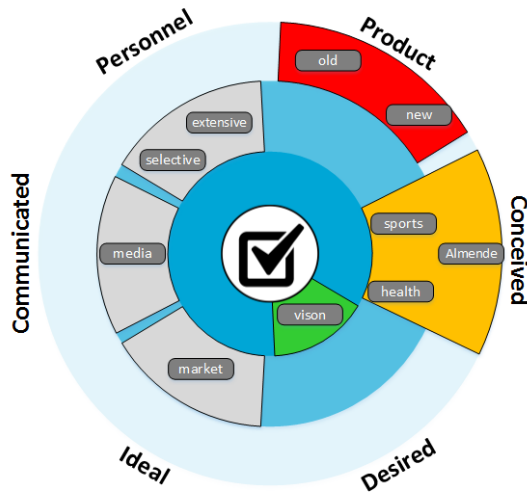 Personnel
Product
old
new
extensive
selective
Communicated
media
sports
Almende
health
Conceived
vison
market
Ideal
Desired